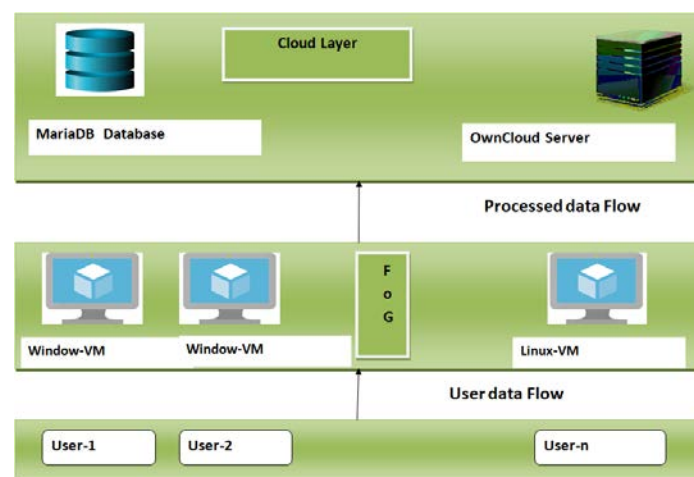 Cloud Layer
MariaDB Database
OwnCloud Server
Processed data Flow
F
o
G
Window-VM
Window-VM
Linux-VM
User data Flow
User-1
User-2
User-n